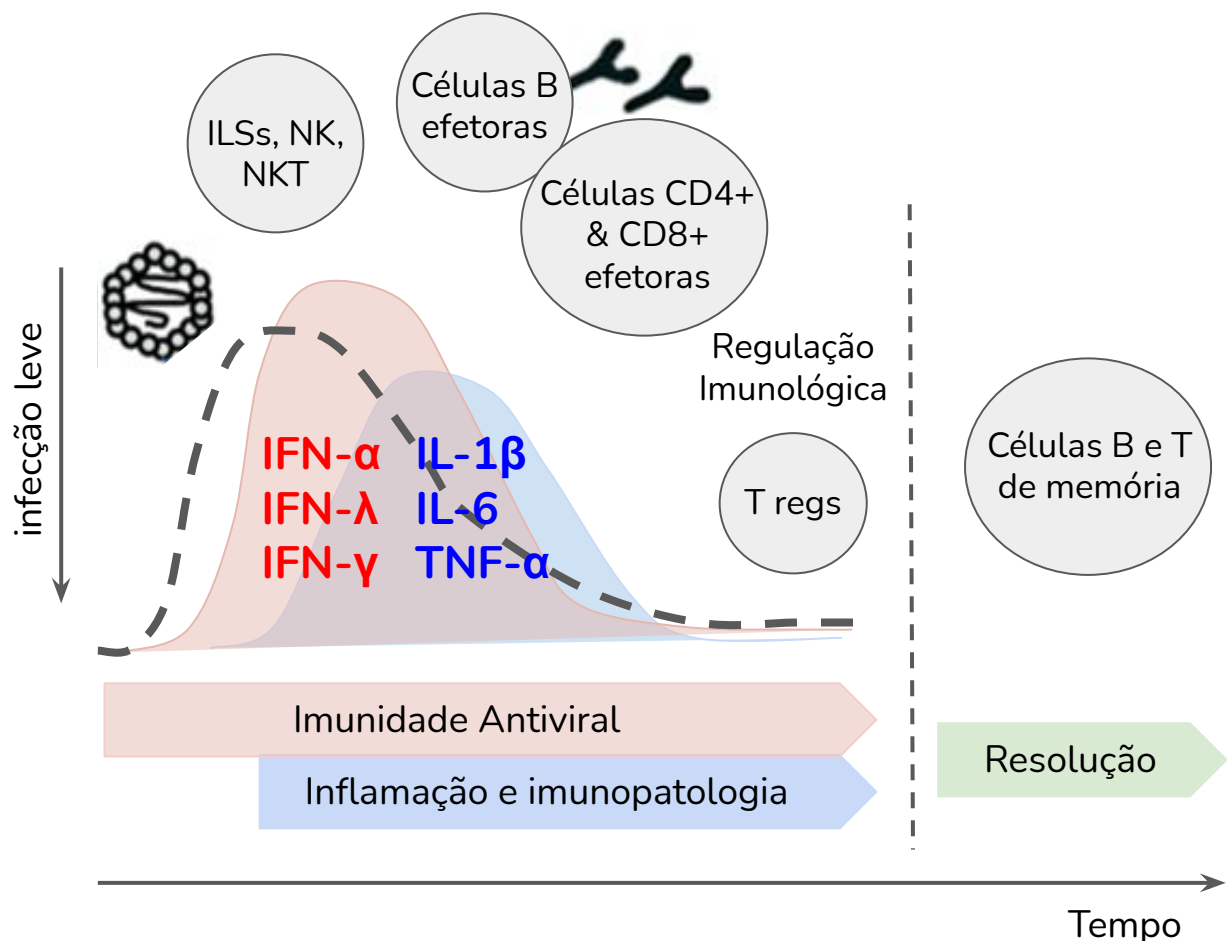 Células B
efetoras
ILSs, NK,
NKT
Células CD4+
& CD8+
efetoras
infecção leve
Regulação
Imunológica
T regs
Células B e T
de memória
IFN-α IL-1β
IFN-λ IL-6
IFN-γ TNF-α
Imunidade Antiviral
Inflamação e imunopatologia
Resolução
Tempo